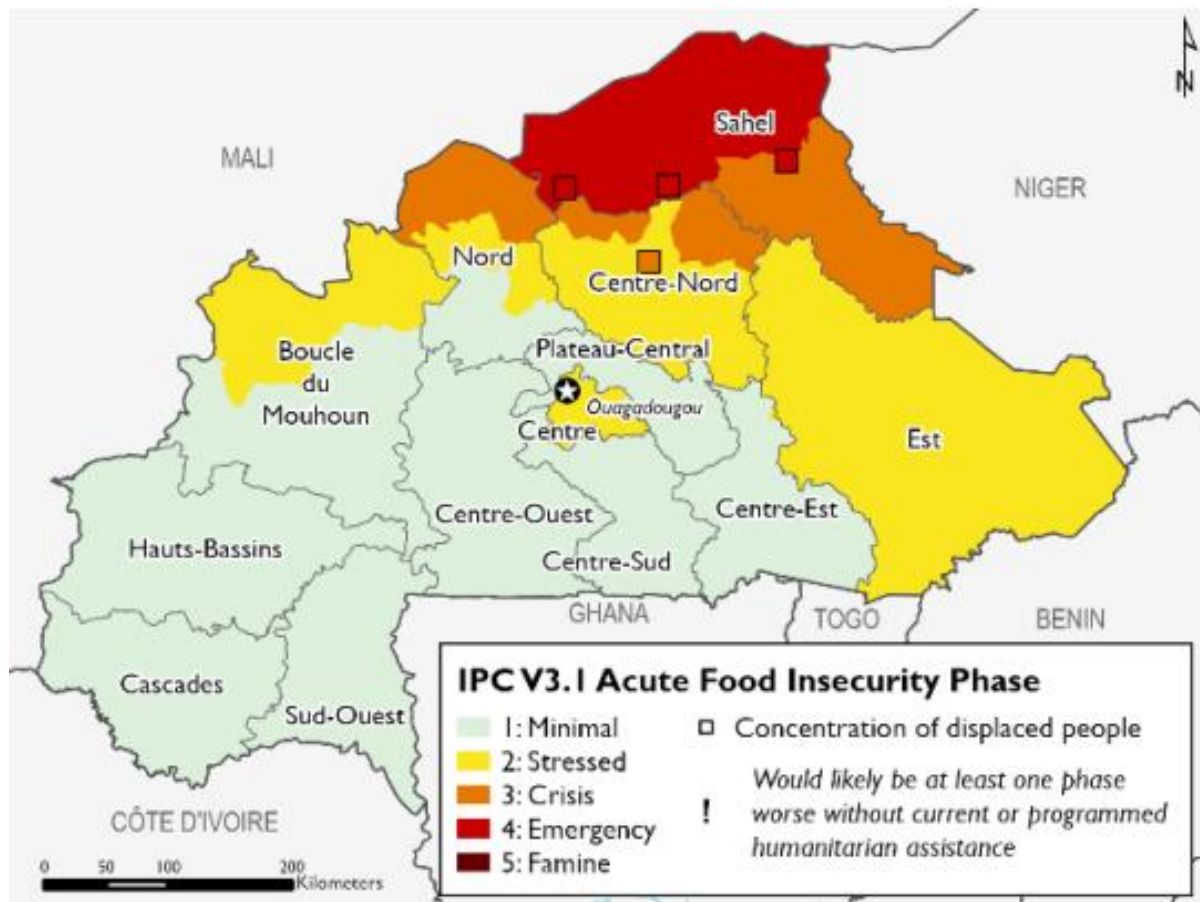 N
MALI
Sahel
NIGER
Nord
Centre-Nord
Boucle
du
Mouhoun
Plateau-Central
Ouagadougou
Centre
Est
Centre-Ouest
Centre-Est
Hauts-Bassins
Centre-Sud
GHANA
TOGO
BENIN
Cascades
Sud-Ouest
CÔTE D'IVOIRE
0 50 100 200
Kilometers
IPC V3.1 Acute Food Insecurity Phase
1: Minimal
2: Stressed
3: Crisis
4: Emergency
5: Famine
Concentration of displaced people
Would likely be at least one phase
! worse without current or programmed
humanitarian assistance